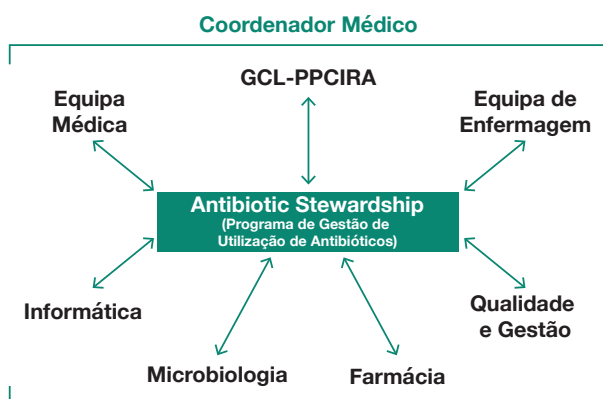 Coordenador Médico
GCL-PPCIRA
Equipa
Médica
Equipa de
Enfermagem
Antibiotic Stewardship
(Programa de Gestão de
Utilização de Antibióticos)
Informática
Qualidade
e Gestão
Microbiologia
Farmácia